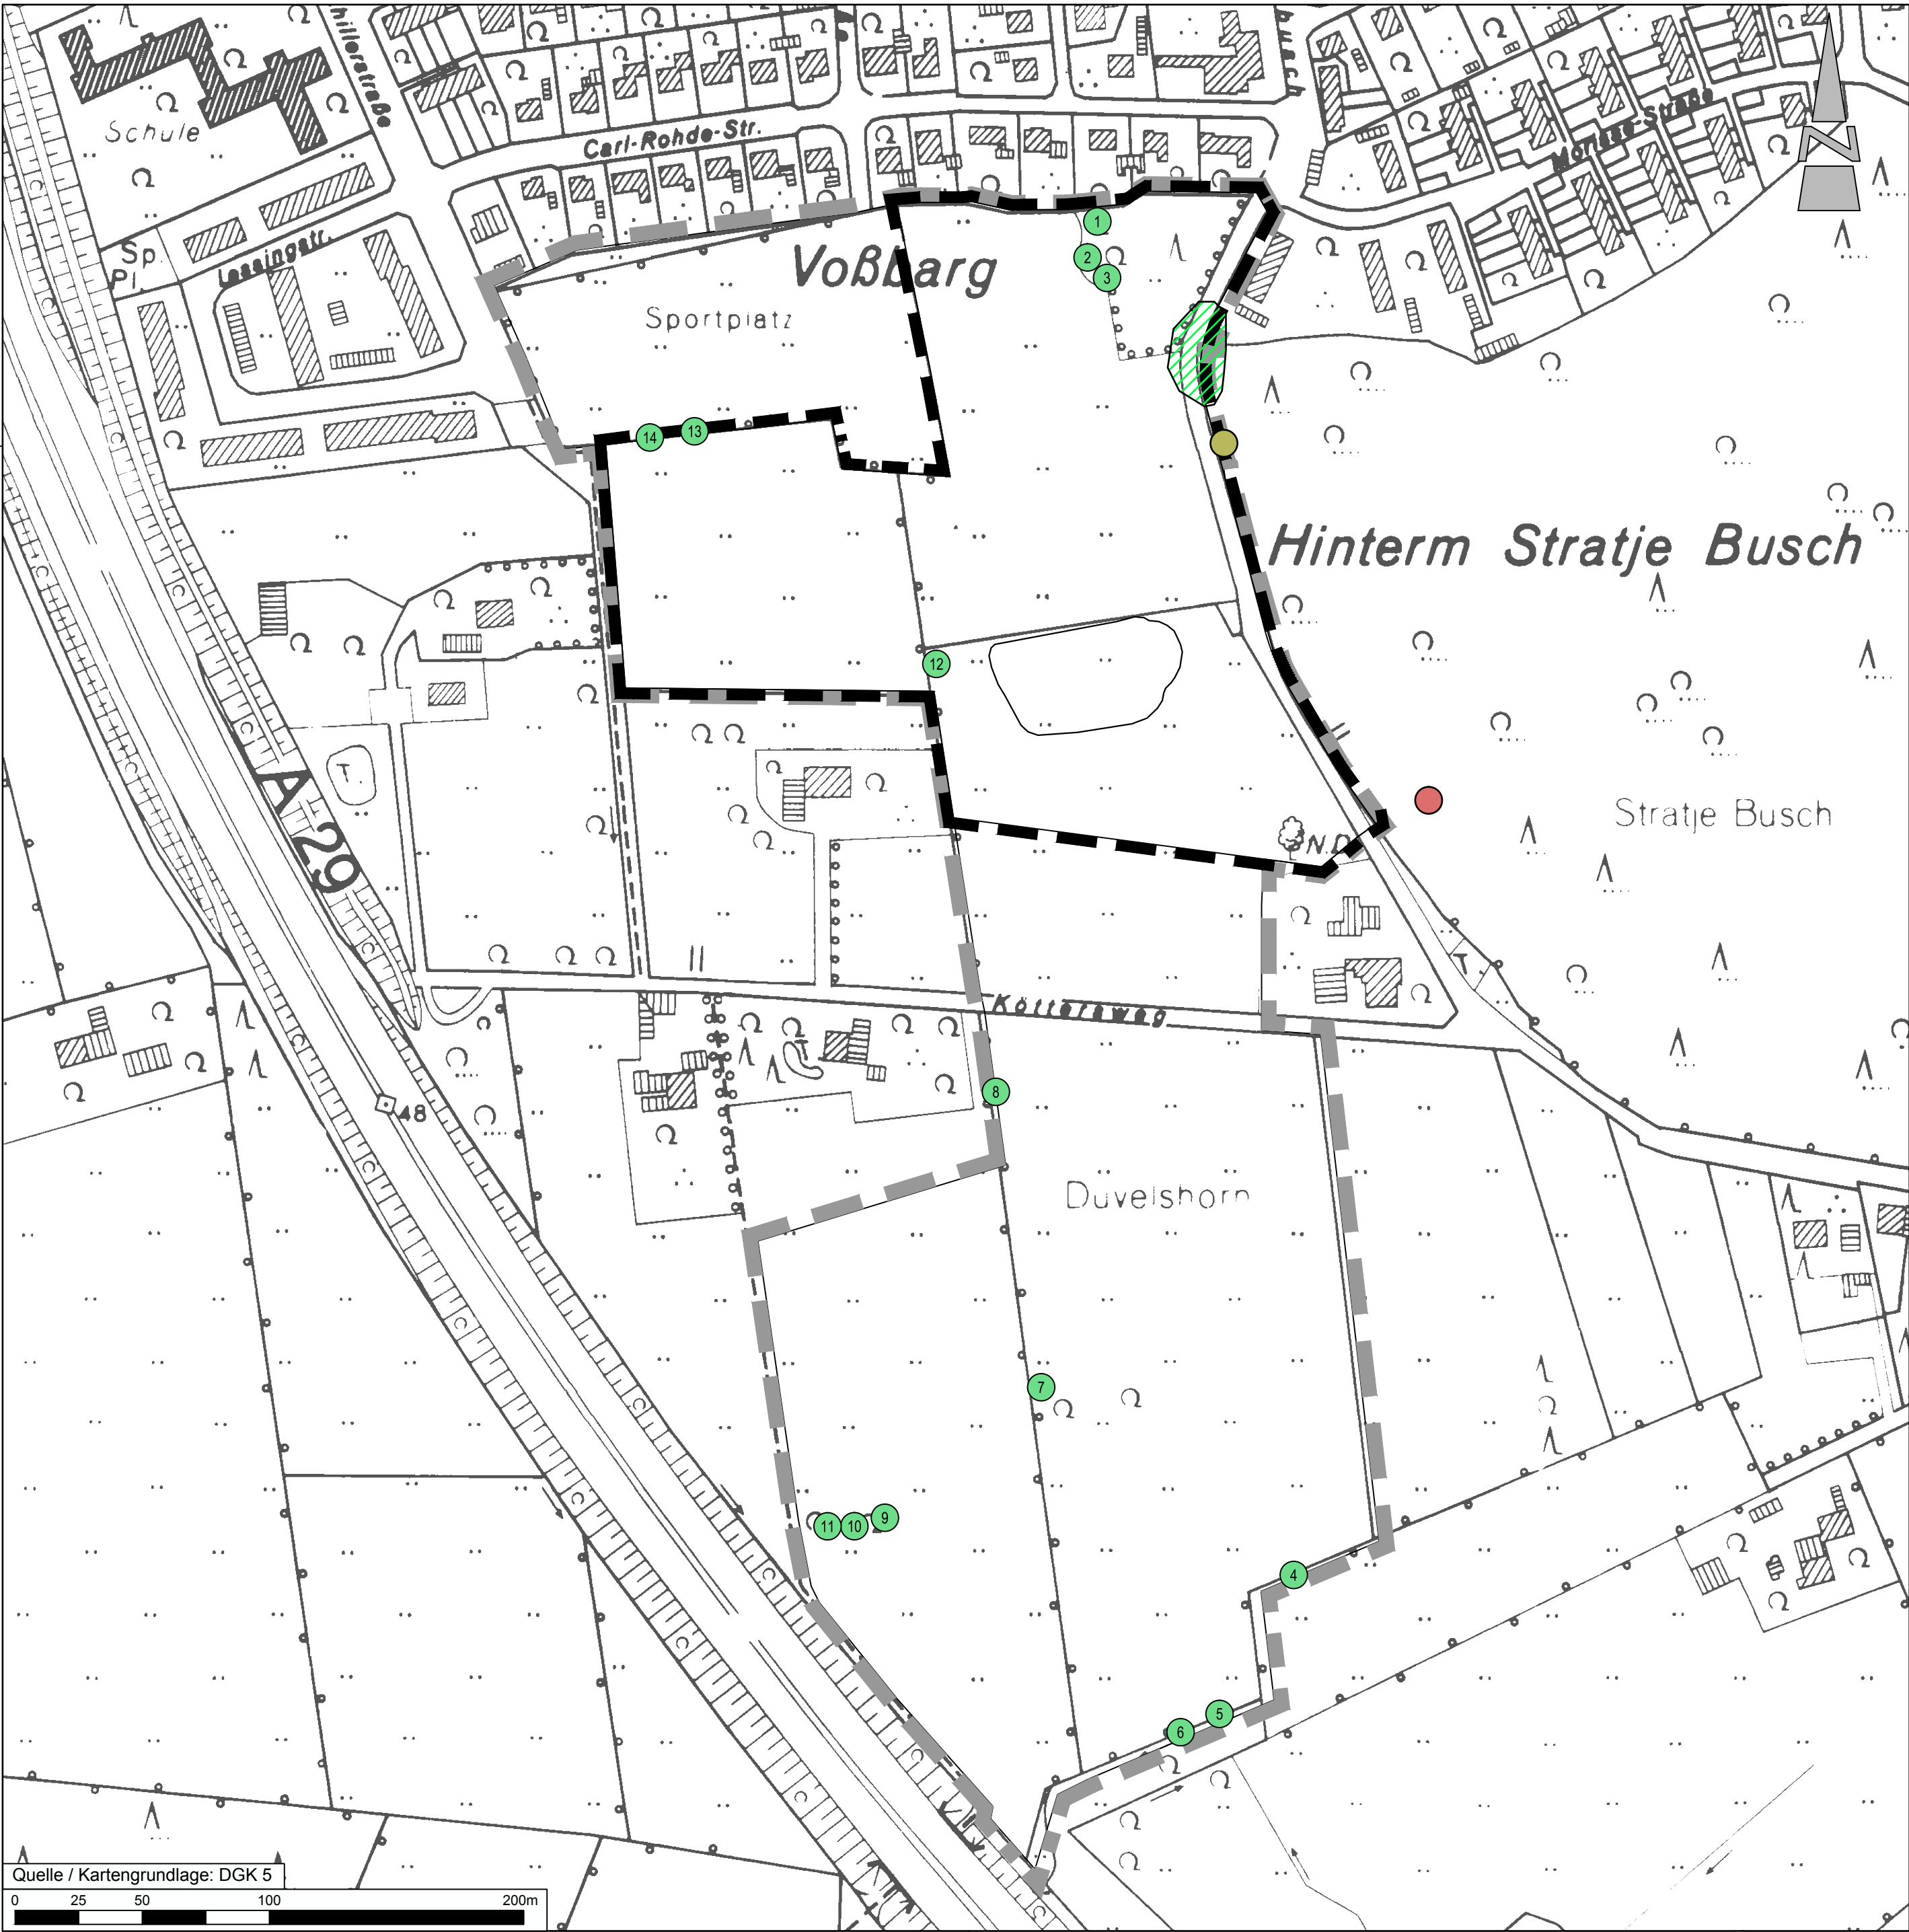 Schule
Carl-Rohde-Str.
Sp.
Pl.
Lessingstr.
Voßbarg
Sportplatz
1
2
3
N
14
13
Hinterm Stratje Busch
12
A 29
T.
N.D.
Stratje Busch
T.
Kottersweg
8
48
Duvelshorn
7
11
10
9
4
5
6
Quelle / Kartengrundlage: DGK 5
0 25 50 100 200m